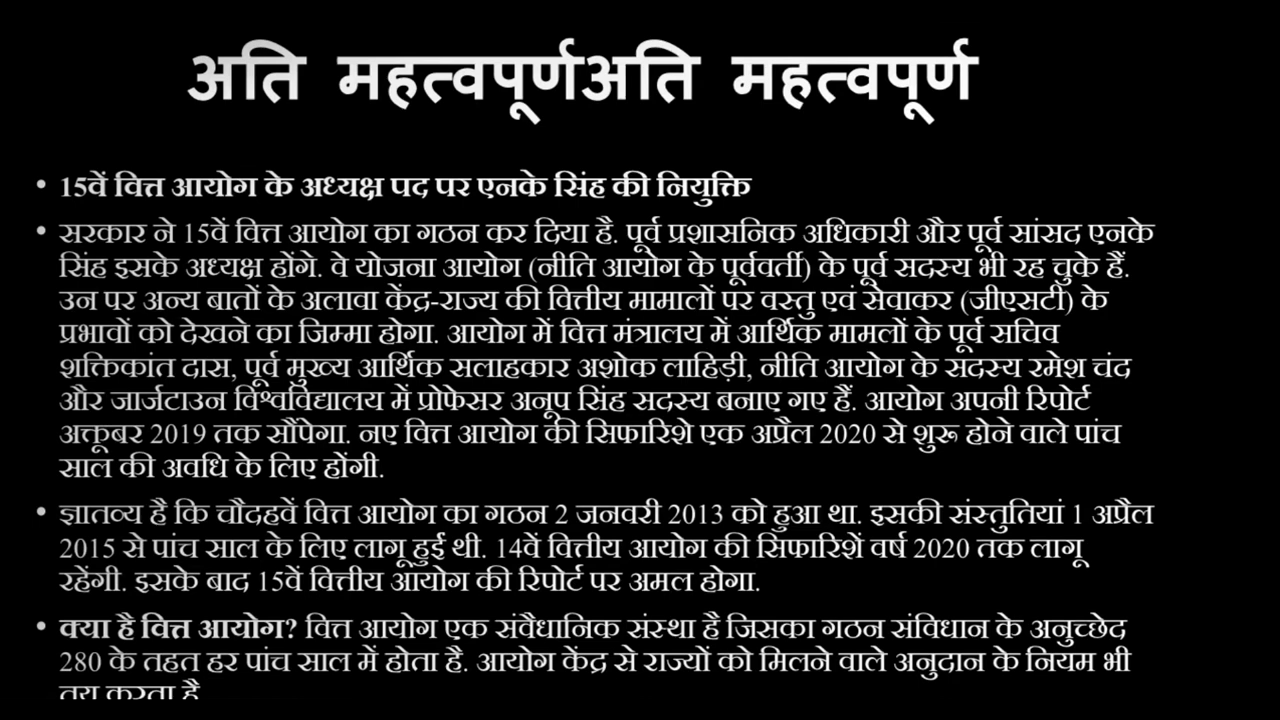 अति महत्वपूर्णअति महत्वपूर्ण
• 15वें वित्त आयोग के अध्यक्ष पद पर एनके सिंह की नियुक्ति
• सरकार ने 15वें वित्त आयोग का गठन कर दिया है. पूर्व प्रशासनिक अधिकारी और पूर्व सांसद एनके
सिंह इसके अध्यक्ष होंगे. वे योजना आयोग (नीति आयोग के पूर्ववर्ती) के पूर्व सदस्य भी रह चुके हैं.
उन पर अन्य बातों के अलावा केंद्र-राज्य की वित्तीय मामालों पर वस्तु एवं सेवाकर (जीएसटी) के
प्रभावों को देखने का जिम्मा होगा. आयोग में वित्त मंत्रालय में आर्थिक मामलों के पूर्व सचिव
शक्तिकांत दास, पूर्व मुख्य आर्थिक सलाहकार अशोक लाहिड़ी, नीति आयोग के सदस्य रमेश चंद
और जार्जटाउन विश्वविद्यालय में प्रोफेसर अनूप सिंह सदस्य बनाए गए हैं. आयोग अपनी रिपोर्ट
अक्तूबर 2019 तक सौंपेगा. नए वित्त आयोग की सिफारिशे एक अप्रैल 2020 से शुरू होने वाले पांच
साल की अवधि के लिए होंगी.
• ज्ञातव्य है कि चौदहवें वित्त आयोग का गठन 2 जनवरी 2013 को हुआ था. इसकी संस्तुतियां 1 अप्रैल
2015 से पांच साल के लिए लागू हुई थी. 14वें वित्तीय आयोग की सिफारिशें वर्ष 2020 तक लागू
रहेंगी. इसके बाद 15वें वित्तीय आयोग की रिपोर्ट पर अमल होगा.
• क्या है वित्त आयोग? वित्त आयोग एक संवैधानिक संस्था है जिसका गठन संविधान के अनुच्छेद
280 के तहत हर पांच साल में होता है. आयोग केंद्र से राज्यों को मिलने वाले अनुदान के नियम भी
तय करता है